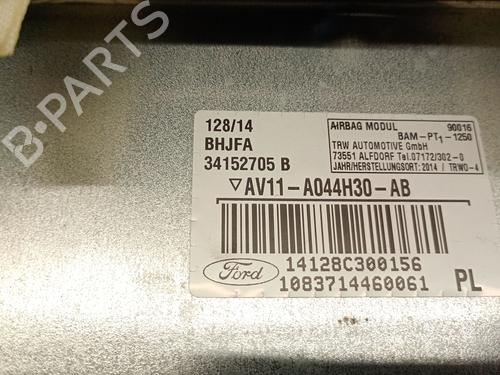 128/14
BHJFA
34152705 B
AIRBAG MODUL 90016
BAM-PT1-1250
TRW AUTOMOTIVE GmbH
73551 ALFDORF Tel.07172/302-0
JAHR/HERSTELLUNGSORT: 2014 / TRWO-4
▽AV11-A044H30-AB
Ford
14128C300156
1083714460061 PL
B-PARTS